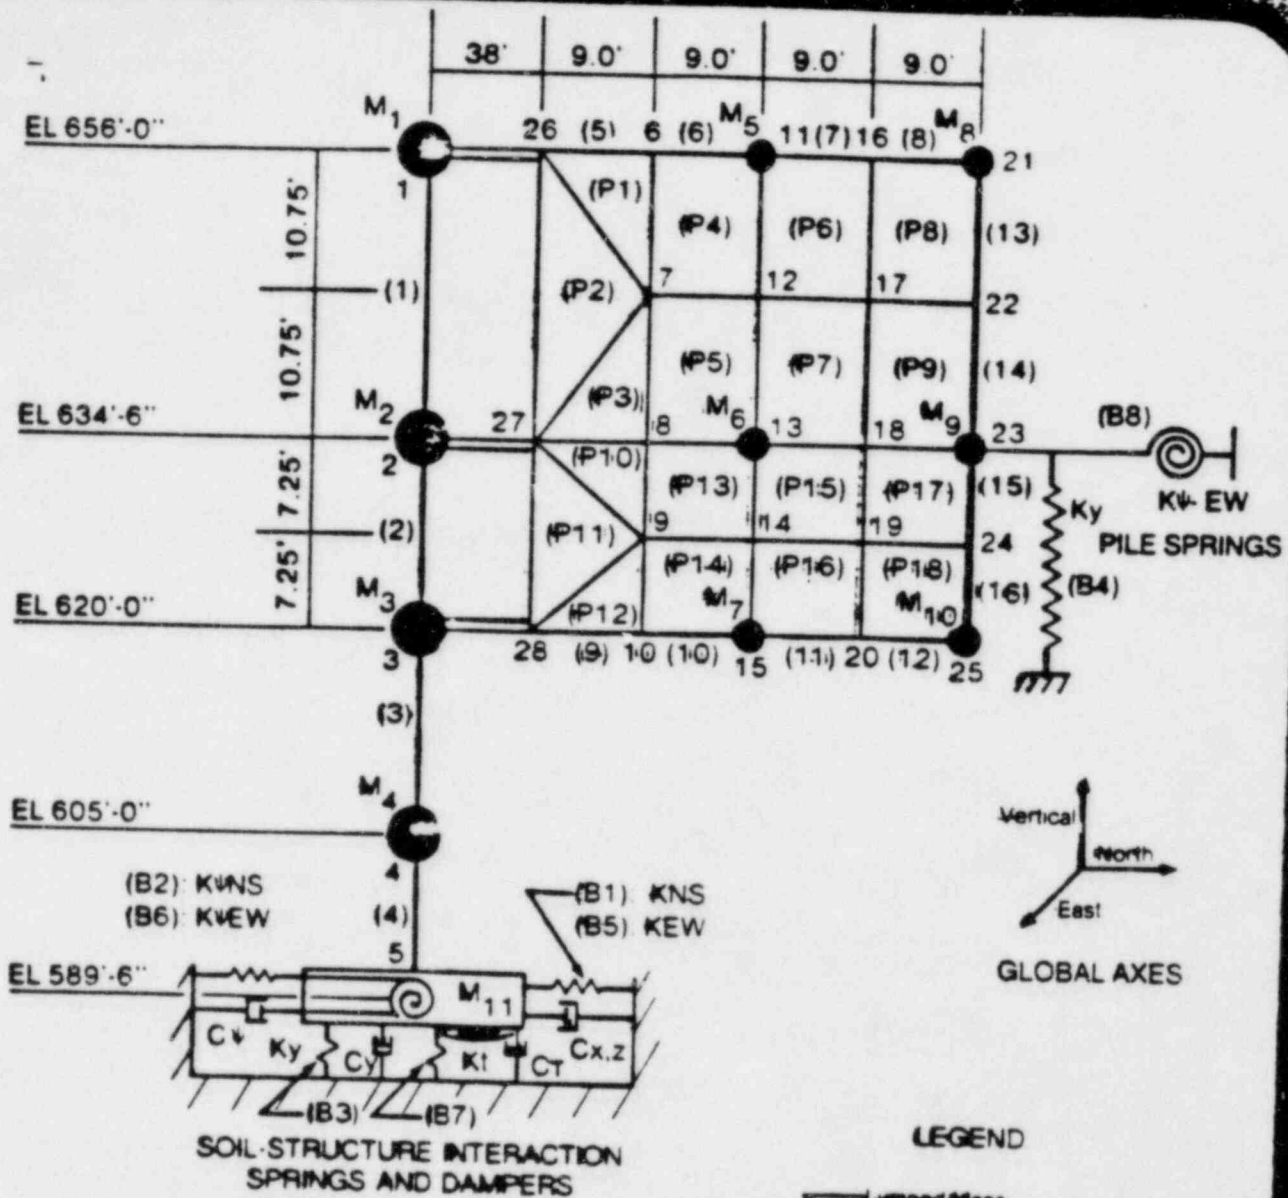 38' 9.0' 9.0' 9.0' 9.0'
M1 26 (5) 6 (6) M5 11 (7) 16 (8) M8
EL 656'-0"
1 21
(P1)
10.75' (P4) (P6) (P8) (13)
(1) (P2) 7 12 17 22
10.75' (P5) (P7) (P9) (14)
(P3)
EL 634'-6" M2 27 8 M6 13 18 M9 23 (B8)
2 (P10)
7.25' (P13) (P15) (P17) (15) Ky K𝜓 EW
(2) (P11) 9 14 19 24 PILE SPRINGS
7.25' (P14) (P16) (P18) (16) (B4)
EL 620'-0" M3 (P12) M7 M10
3 28 (9) 10 (10) 15 (11) 20 (12) 25
(3)
M4
EL 605'-0"
4
Vertical
North
East
GLOBAL AXES
(B2): K𝜓NS
(B6): K𝜓EW
(4)
(B1): KNS
(B5): KEW
5
EL 589'-6"
M11
C𝜓 Ky Cy Kt CT Cx,z
(B3) (B7)
SOIL-STRUCTURE INTERACTION
SPRINGS AND DAMPERS
LEGEND